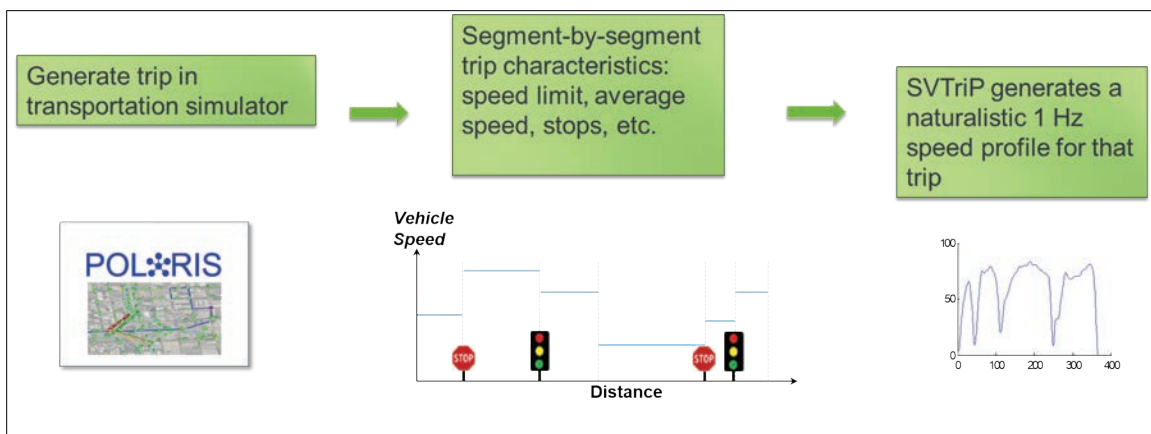 Generate trip in
transportation simulator
Segment-by-segment
trip characteristics:
speed limit, average
speed, stops, etc.
SVTriP generates a
naturalistic 1 Hz
speed profile for that
trip
POLARIS
Vehicle
Speed
STOP
STOP
Distance
100
50
0
0
100
200
300
400